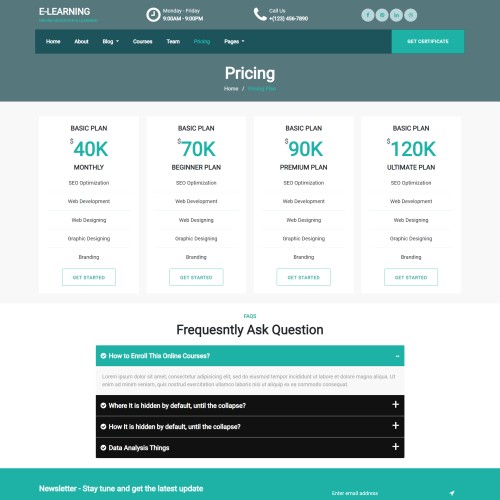 E-LEARNING
ONLINE EDUCATION & LEARNING
Monday - Friday
9:00AM - 9:00PM
Call Us
+(123) 456-7890
Home About Blog Courses Team Pricing Pages
GET CERTIFICATE
Pricing
Home / Pricing Plan
BASIC PLAN
$40K
MONTHLY
SEO Optimization
Web Development
Web Designing
Graphic Designing
Branding
GET STARTED
BASIC PLAN
$70K
BEGINNER PLAN
SEO Optimization
Web Development
Web Designing
Graphic Designing
Branding
GET STARTED
BASIC PLAN
$90K
PREMIUM PLAN
SEO Optimization
Web Development
Web Designing
Graphic Designing
Branding
GET STARTED
BASIC PLAN
$120K
ULTIMATE PLAN
SEO Optimization
Web Development
Web Designing
Graphic Designing
Branding
GET STARTED
FAQS
Frequesntly Ask Question
How to Enroll This Online Courses?
Lorem ipsum dolor sit amet, consectetur adipisicing elit, sed do eiusmod tempor incididunt ut labore et dolore magna aliqua. Ut
enim ad minim veniam, quis nostrud exercitation ullamco laboris nisi ut aliquip ex ea commodo consequat.
Where It is hidden by default, until the collapse?
How It is hidden by default, until the collapse?
Data Analysis Things
Newsletter - Stay tune and get the latest update
Enter email address